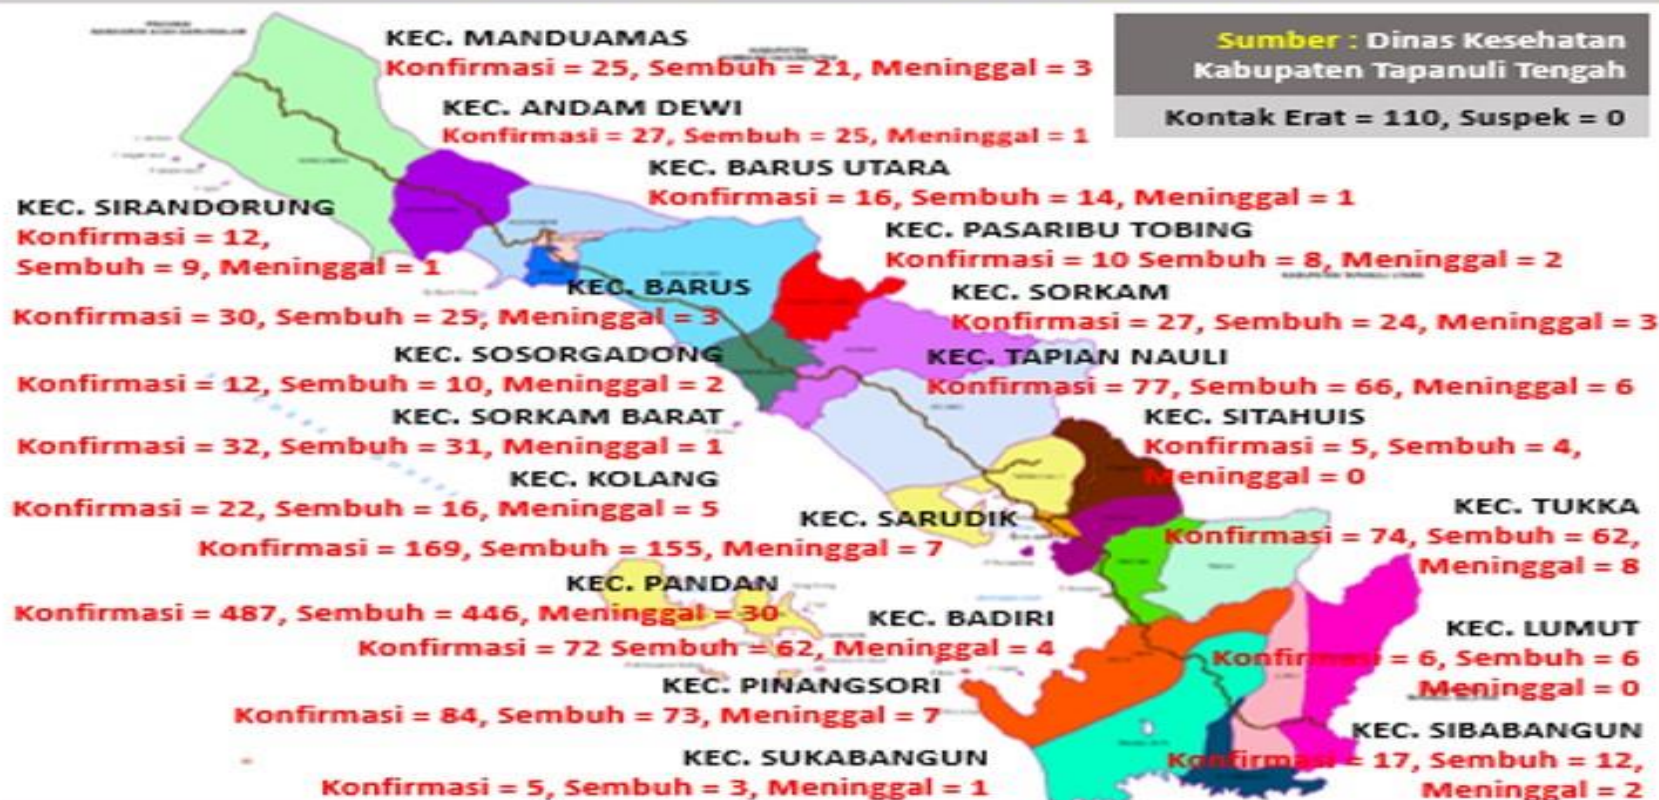 KEC. MANDUAMAS
Konfirmasi = 25, Sembuh = 21, Meninggal = 3
Sumber : Dinas Kesehatan
Kabupaten Tapanuli Tengah
Kontak Erat = 110, Suspek = 0
KEC. ANDAM DEWI
Konfirmasi = 27, Sembuh = 25, Meninggal = 1
KEC. BARUS UTARA
Konfirmasi = 16, Sembuh = 14, Meninggal = 1
KEC. SIRANDORUNG
Konfirmasi = 12,
Sembuh = 9, Meninggal = 1
KEC. PASARIBU TOBING
Konfirmasi = 10 Sembuh = 8, Meninggal = 2
KEC. BARUS
Konfirmasi = 30, Sembuh = 25, Meninggal = 3
KEC. SORKAM
Konfirmasi = 27, Sembuh = 24, Meninggal = 3
KEC. SOSORGADONG
Konfirmasi = 12, Sembuh = 10, Meninggal = 2
KEC. TAPIAN NAULI
Konfirmasi = 77, Sembuh = 66, Meninggal = 6
KEC. SORKAM BARAT
Konfirmasi = 32, Sembuh = 31, Meninggal = 1
KEC. SITAHUIS
Konfirmasi = 5, Sembuh = 4,
Meninggal = 0
KEC. KOLANG
Konfirmasi = 22, Sembuh = 16, Meninggal = 5
KEC. SARUDIK
Konfirmasi = 169, Sembuh = 155, Meninggal = 7
KEC. TUKKA
Konfirmasi = 74, Sembuh = 62,
Meninggal = 8
KEC. PANDAN
Konfirmasi = 487, Sembuh = 446, Meninggal = 30
KEC. BADIRI
Konfirmasi = 72 Sembuh = 62, Meninggal = 4
KEC. LUMUT
Konfirmasi = 6, Sembuh = 6
Meninggal = 0
KEC. PINANGSORI
Konfirmasi = 84, Sembuh = 73, Meninggal = 7
KEC. SIBABANGUN
Konfirmasi = 17, Sembuh = 12,
Meninggal = 2
KEC. SUKABANGUN
Konfirmasi = 5, Sembuh = 3, Meninggal = 1